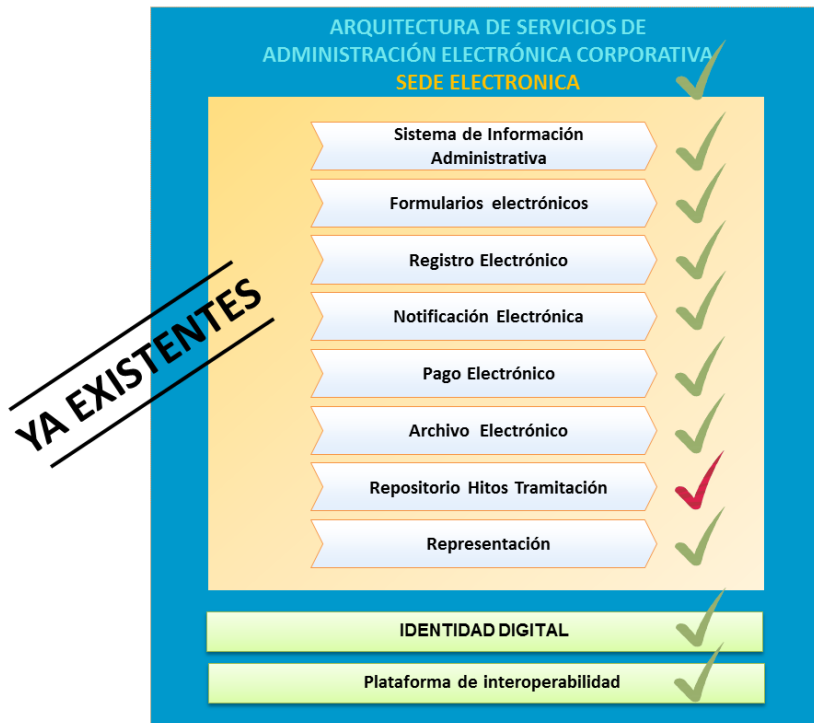 ARQUITECTURA DE SERVICIOS DE
ADMINISTRACIÓN ELECTRÓNICA CORPORATIVA
SEDE ELECTRONICA
Sistema de Información
Administrativa
Formularios electrónicos
Registro Electrónico
Notificación Electrónica
YA EXISTENTES
Pago Electrónico
Archivo Electrónico
Repositorio Hitos Tramitación
Representación
IDENTIDAD DIGITAL
Plataforma de interoperabilidad